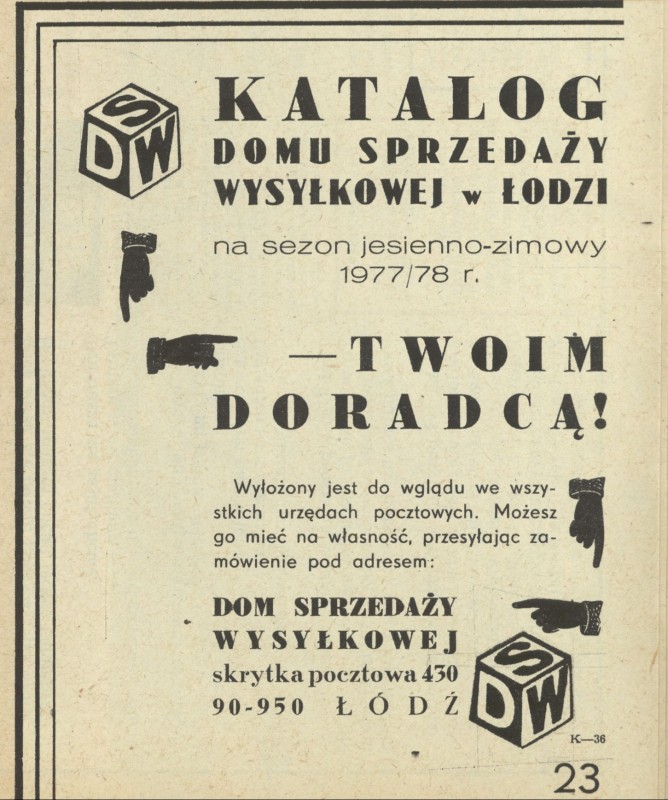 S
D W
KATALOG
DOMU SPRZEDAŻY
WYSYŁKOWEJ w ŁODZI
na sezon jesienno-zimowy
1977/78 r.
—TWOIM
DORADCĄ!
Wyłożony jest do wglądu we wszy-
stkich urzędach pocztowych. Możesz
go mieć na własność, przesyłając za-
mówienie pod adresem:
DOM SPRZEDAŻY
WYSYŁKOWEJ
skrytka pocztowa 430
90-950 ŁÓDŹ
S
D W
K—36
23